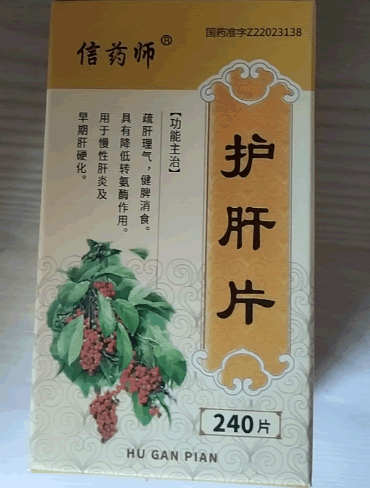 国药准字Z22023138
信药师®
护肝片
【功能主治】
疏肝理气，健脾消食。
具有降低转氨酶作用。
用于慢性肝炎及
早期肝硬化。
240片
HU GAN PIAN